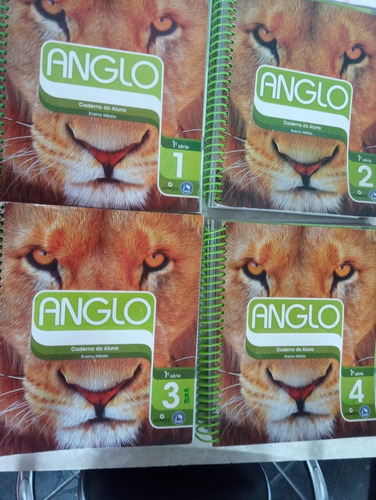 ANGLO
Caderno do Aluno
Ensino Médio
1ª série
1
ANGLO
Caderno do Aluno
Ensino Médio
1ª série
2
ANGLO
Caderno do Aluno
Ensino Médio
1ª série
3
ANGLO
Caderno do Aluno
Ensino Médio
1ª série
4